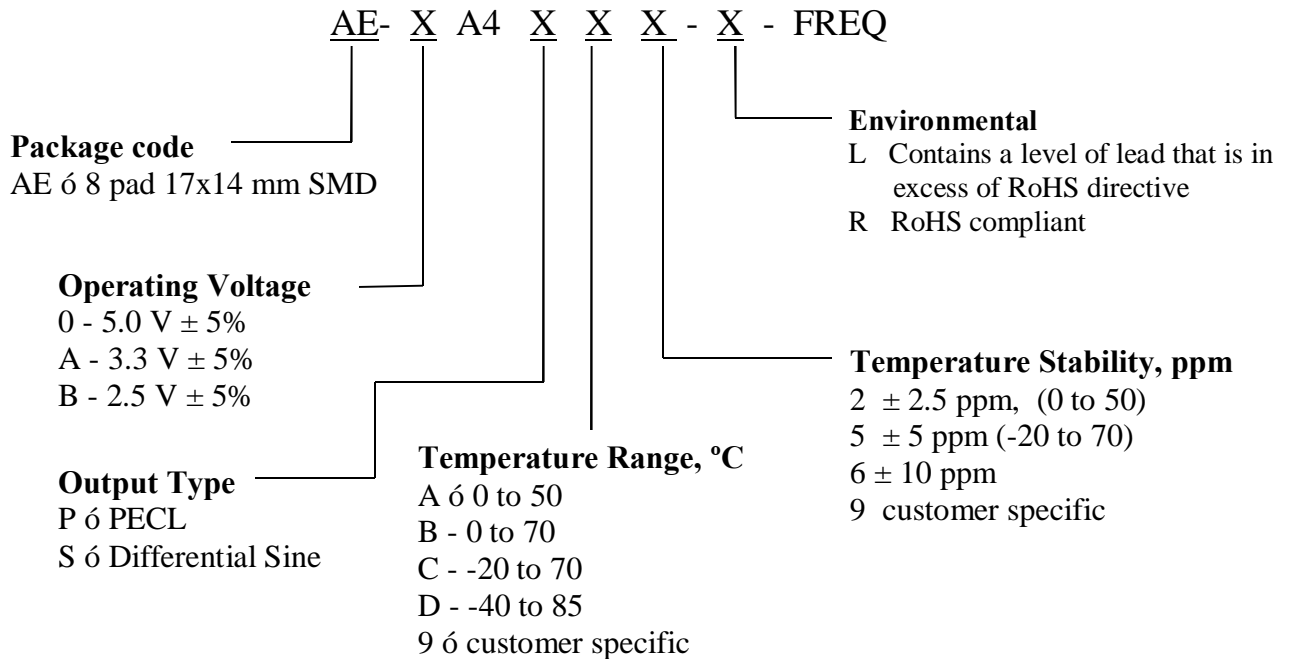 AE- X A4 X X X - X - FREQ
Package code
AE ó 8 pad 17x14 mm SMD
Operating Voltage
0 - 5.0 V ± 5%
A - 3.3 V ± 5%
B - 2.5 V ± 5%
Output Type
P ó PECL
S ó Differential Sine
Temperature Range, ºC
A ó 0 to 50
B - 0 to 70
C - -20 to 70
D - -40 to 85
9 ó customer specific
Environmental
L Contains a level of lead that is in
excess of RoHS directive
R RoHS compliant
Temperature Stability, ppm
2 ± 2.5 ppm, (0 to 50)
5 ± 5 ppm (-20 to 70)
6 ± 10 ppm
9 customer specific